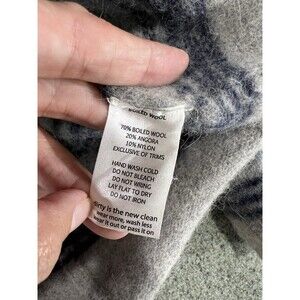 BOILED WOOL
70% BOILED WOOL
20% ANGORA
10% NYLON
EXCLUSIVE OF TRIMS
HAND WASH COLD
DO NOT BLEACH
DO NOT WRING
LAY FLAT TO DRY
DO NOT IRON
dirty is the new clean
wear more, wash less
wear it out or pass it on